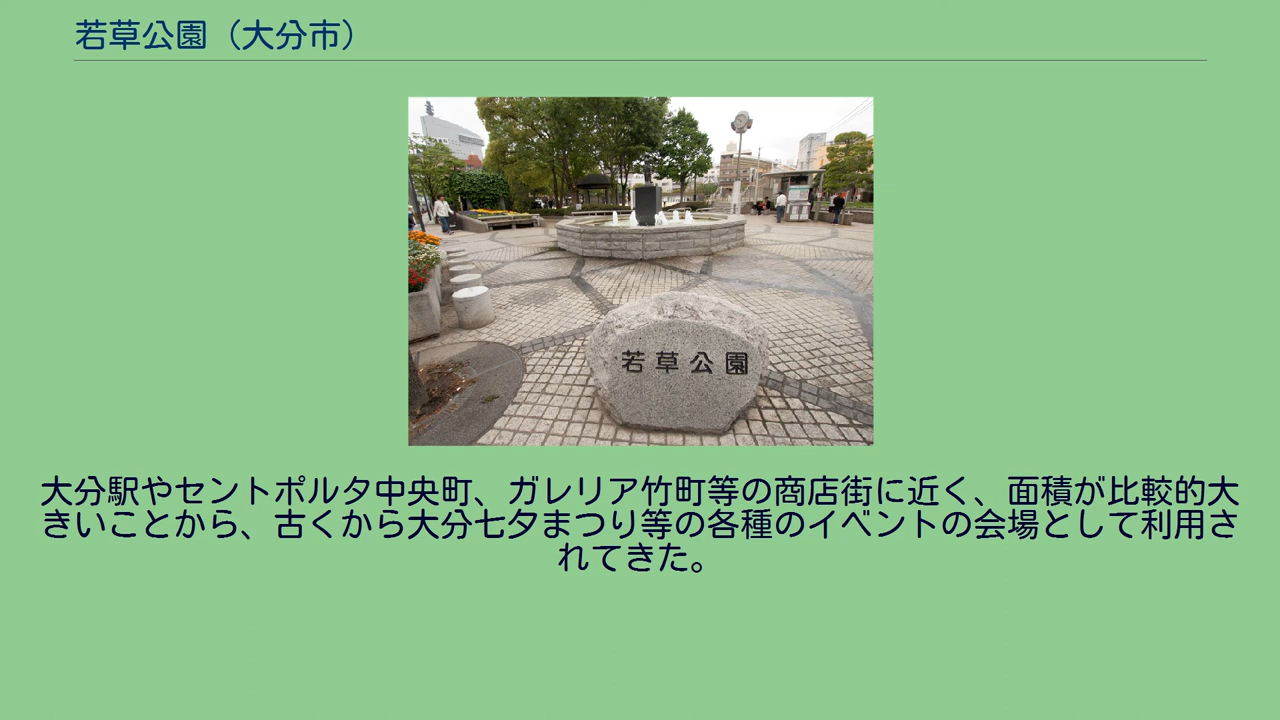 若草公園（大分市）
若草公園
大分駅やセントポルタ中央町、ガレリア竹町等の商店街に近く、面積が比較的大
きいことから、古くから大分七夕まつり等の各種のイベントの会場として利用さ
れてきた。